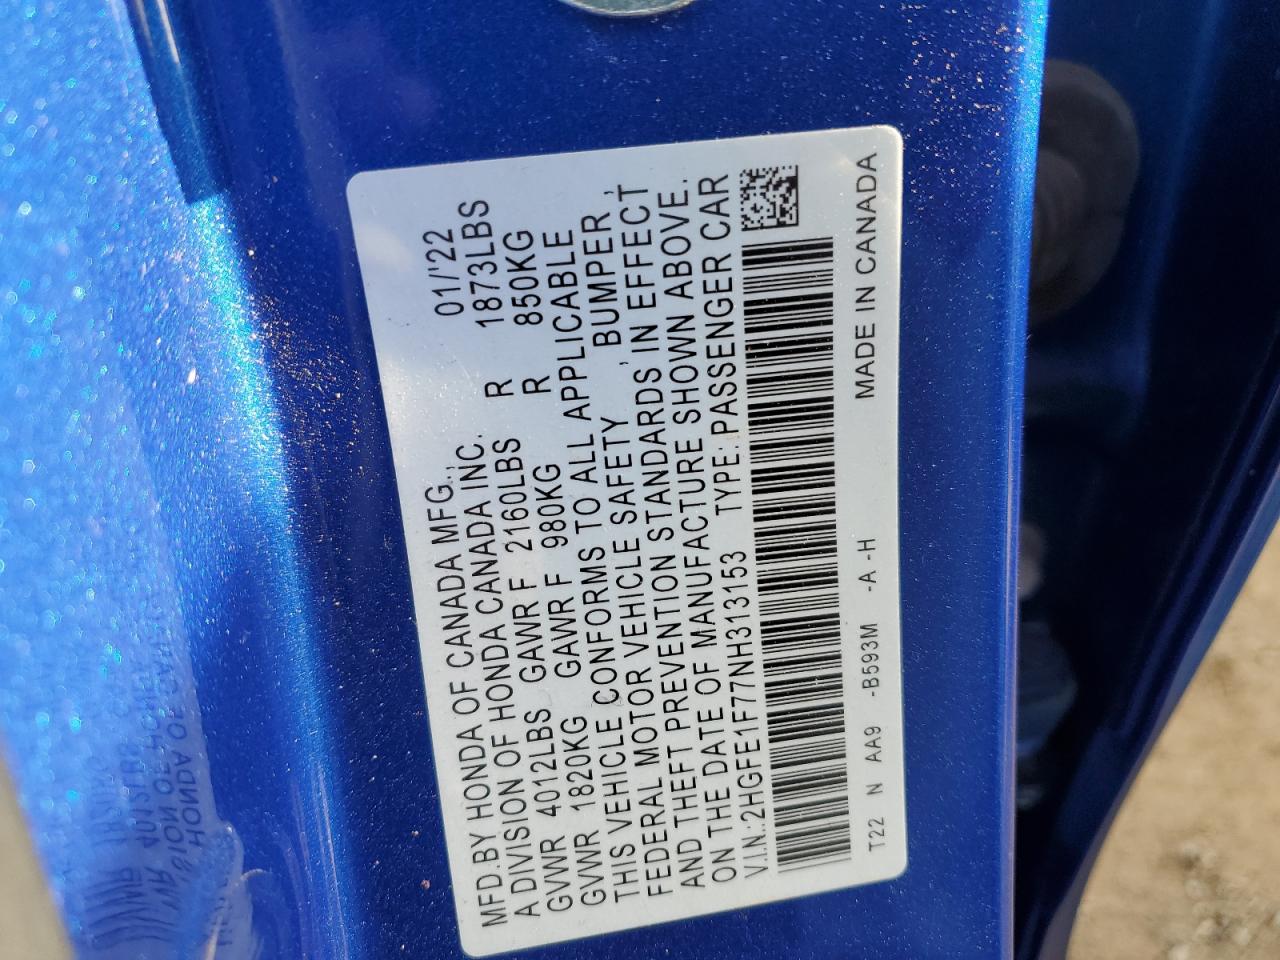 MFD.BY HONDA OF CANADA MFG., 01/'22
A DIVISION OF HONDA CANADA INC.
GVWR 4012LBS GAWR F 2160LBS R 1873LBS
GVWR 1820KG GAWR F 980KG R 850KG
THIS VEHICLE CONFORMS TO ALL APPLICABLE
FEDERAL MOTOR VEHICLE SAFETY , BUMPER ,
AND THEFT PREVENTION STANDARDS IN EFFECT
ON THE DATE OF MANUFACTURE SHOWN ABOVE.
V.I.N.:2HGFE1F77NH313153 TYPE:PASSENGER CAR
T22 N AA9 -B593M -A -H MADE IN CANADA